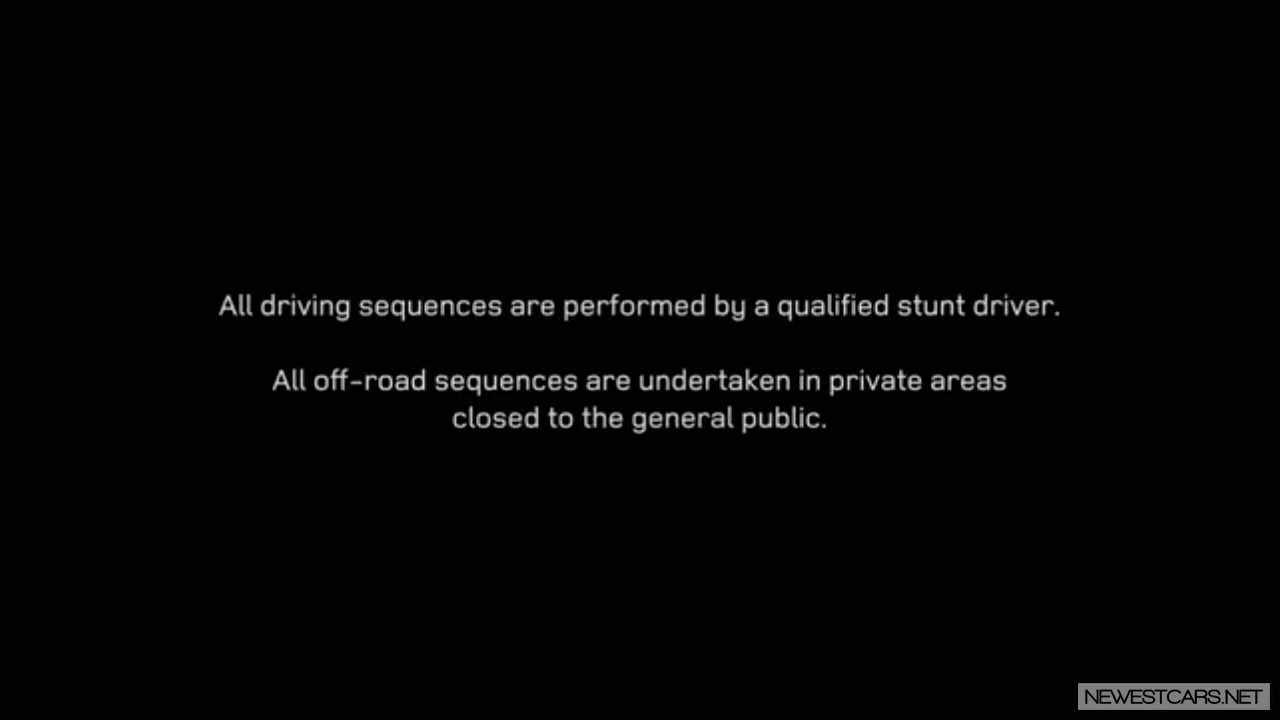 All driving sequences are performed by a qualified stunt driver.
All off-road sequences are undertaken in private areas
closed to the general public.
NEWESTCARS.NET